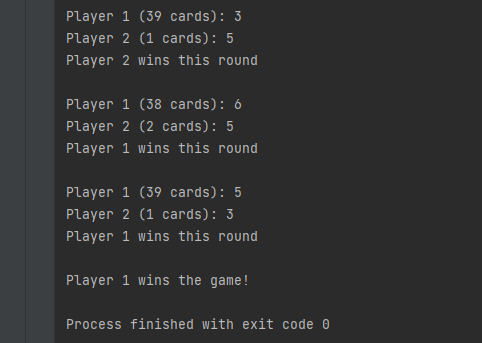 Player 1 (39 cards): 3
Player 2 (1 cards): 5
Player 2 wins this round
Player 1 (38 cards): 6
Player 2 (2 cards): 5
Player 1 wins this round
Player 1 (39 cards): 5
Player 2 (1 cards): 3
Player 1 wins this round
Player 1 wins the game!
Process finished with exit code 0